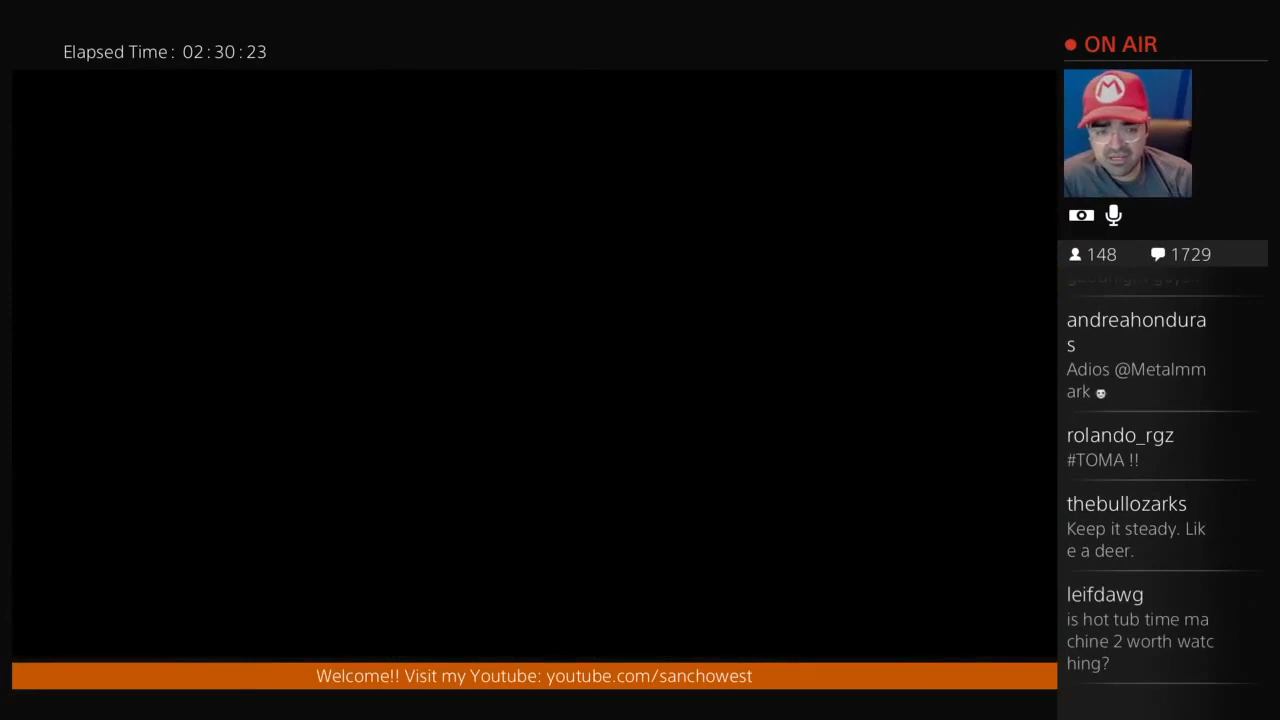 Elapsed Time: 02:30:23
ON AIR
M
148 1729
andreahondura
s
Adios @Metalmm
ark
rolando_rgz
#TOMA !!
thebullozarks
Keep it steady. Lik
e a deer.
leifdawg
is hot tub time ma
chine 2 worth watc
hing?
Welcome!! Visit my Youtube: youtube.com/sanchowest